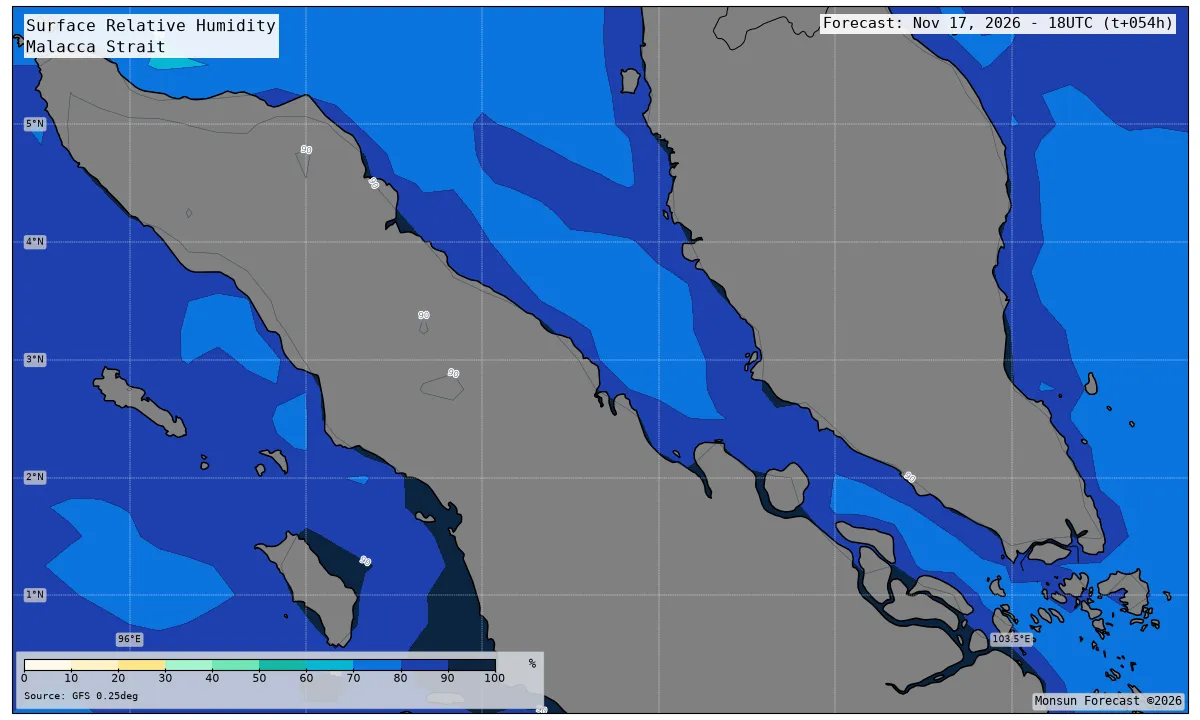 Surface Relative Humidity
Malacca Strait
Forecast: Nov 17, 2026 - 18UTC (t+054h)
5°N
90
90
4°N
90
3°N
90
2°N
90
90
1°N
96°E
103.5°E
%
0 10 20 30 40 50 60 70 80 90 100
Source: GFS 0.25deg
Monsun Forecast ©2026
90